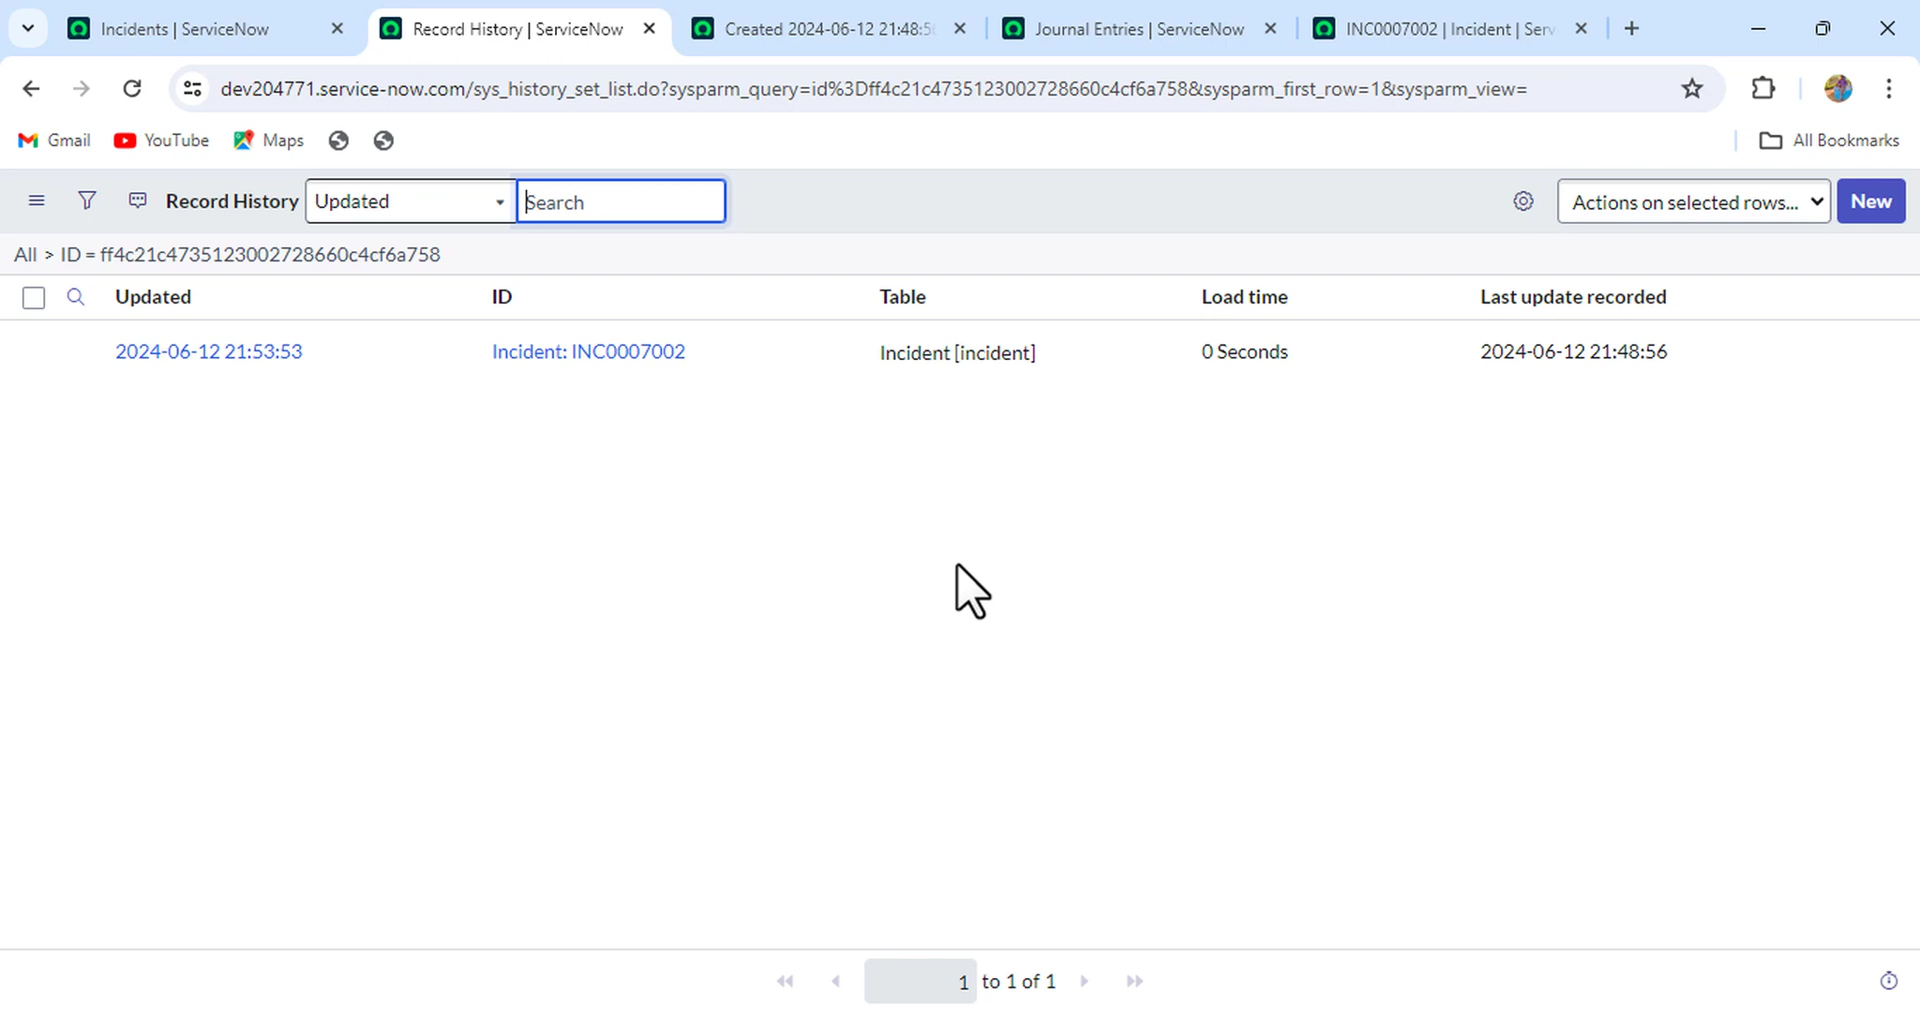 Incidents | ServiceNow
Record History | ServiceNow
Created 2024-06-12 21:48:5
Journal Entries | ServiceNow
INC0007002 | Incident | Serv
dev204771.service-now.com/sys_history_set_list.do?sysparm_query=id%3Dff4c21c4735123002728660c4cf6a758&sysparm_first_row=1&sysparm_view=
Gmail
YouTube
Maps
All Bookmarks
Record History
Updated
Search
Actions on selected rows...
New
All > ID = ff4c21c4735123002728660c4cf6a758
Updated ID Table Load time Last update recorded
2024-06-12 21:53:53 Incident: INC0007002 Incident [incident] 0 Seconds 2024-06-12 21:48:56
1 to 1 of 1